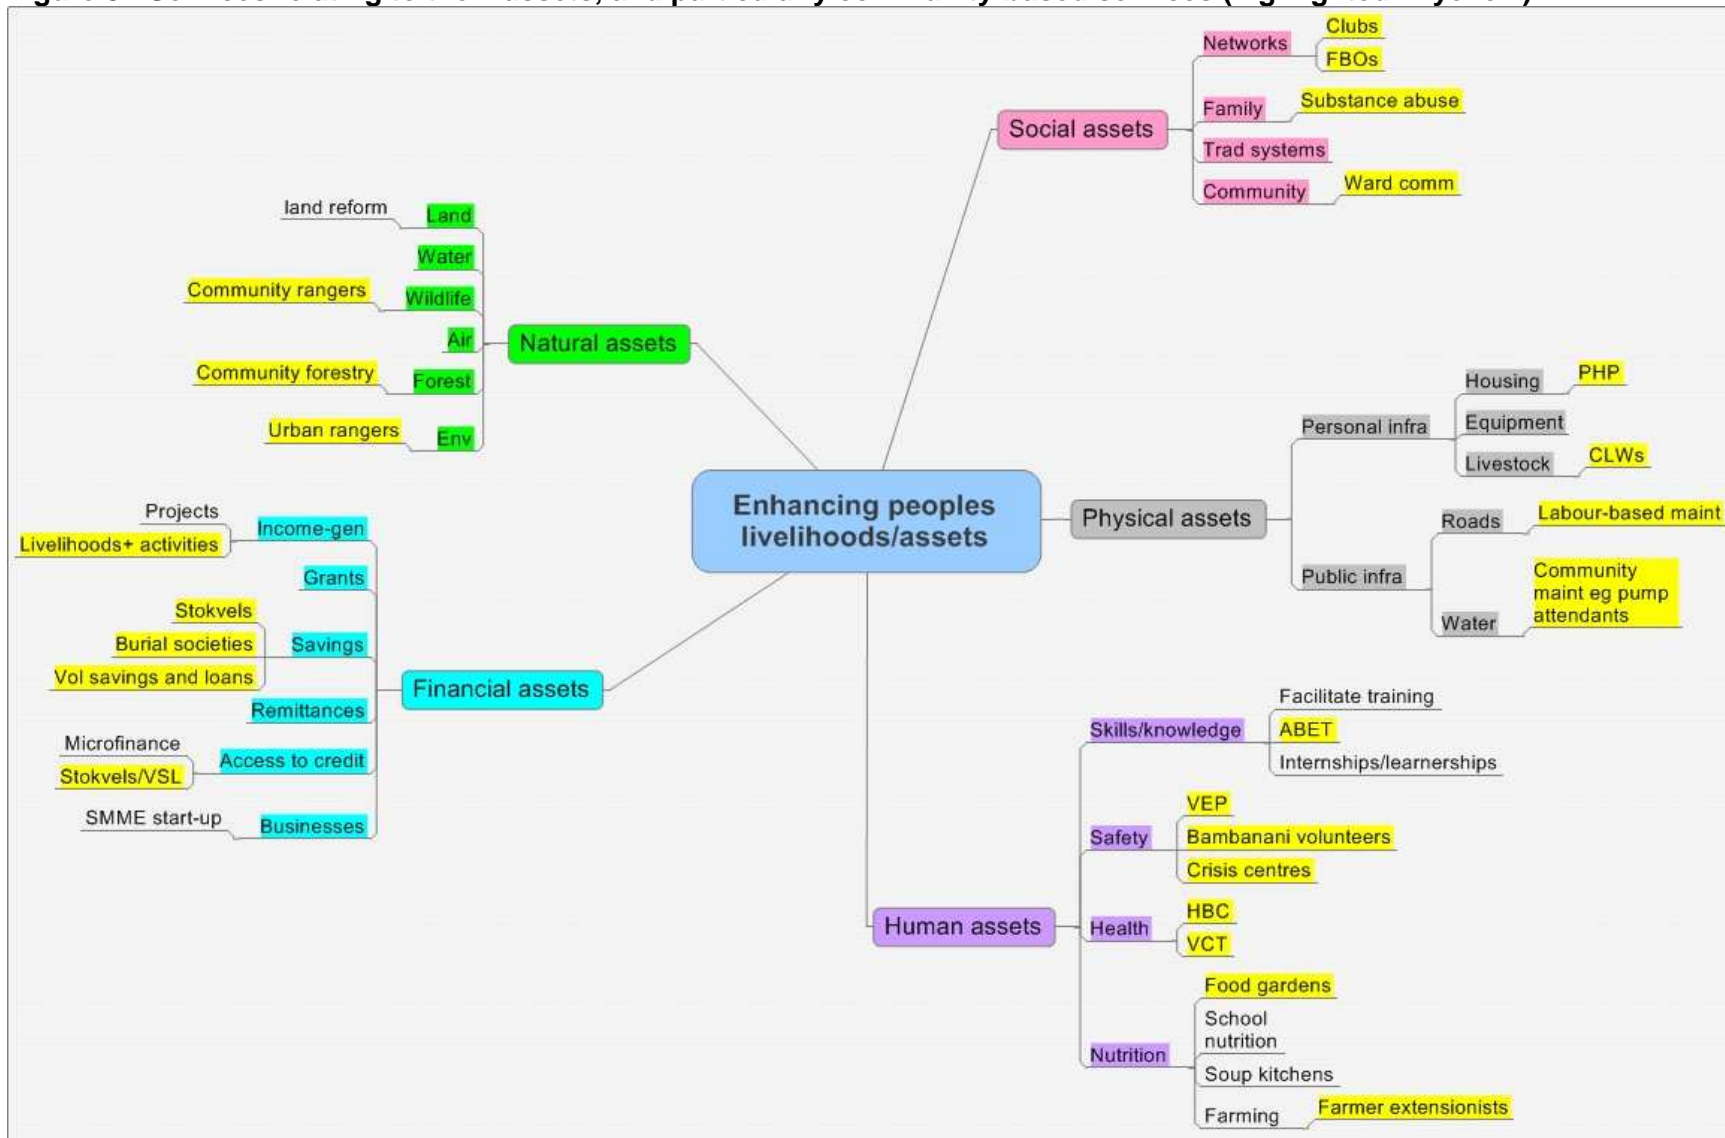 Networks
Clubs
FBOs
Family
Substance abuse
Social assets
Trad systems
Community
Ward comm
land reform
Land
Water
Community rangers
Wildlife
Air
Natural assets
Community forestry
Forest
Urban rangers
Env
Enhancing peoples
livelihoods/assets
Physical assets
Personal infra
Housing
PHP
Equipment
Livestock
CLWs
Public infra
Roads
Labour-based maint
Water
Community
maint eg pump
attendants
Projects
Livelihoods+ activities
Income-gen
Grants
Stokvels
Burial societies
Vol savings and loans
Savings
Financial assets
Remittances
Microfinance
Stokvels/VSL
Access to credit
SMME start-up
Businesses
Human assets
Skills/knowledge
Facilitate training
ABET
Internships/learnerships
Safety
VEP
Bambanani volunteers
Crisis centres
Health
HBC
VCT
Nutrition
Food gardens
School
nutrition
Soup kitchens
Farming
Farmer extensionists